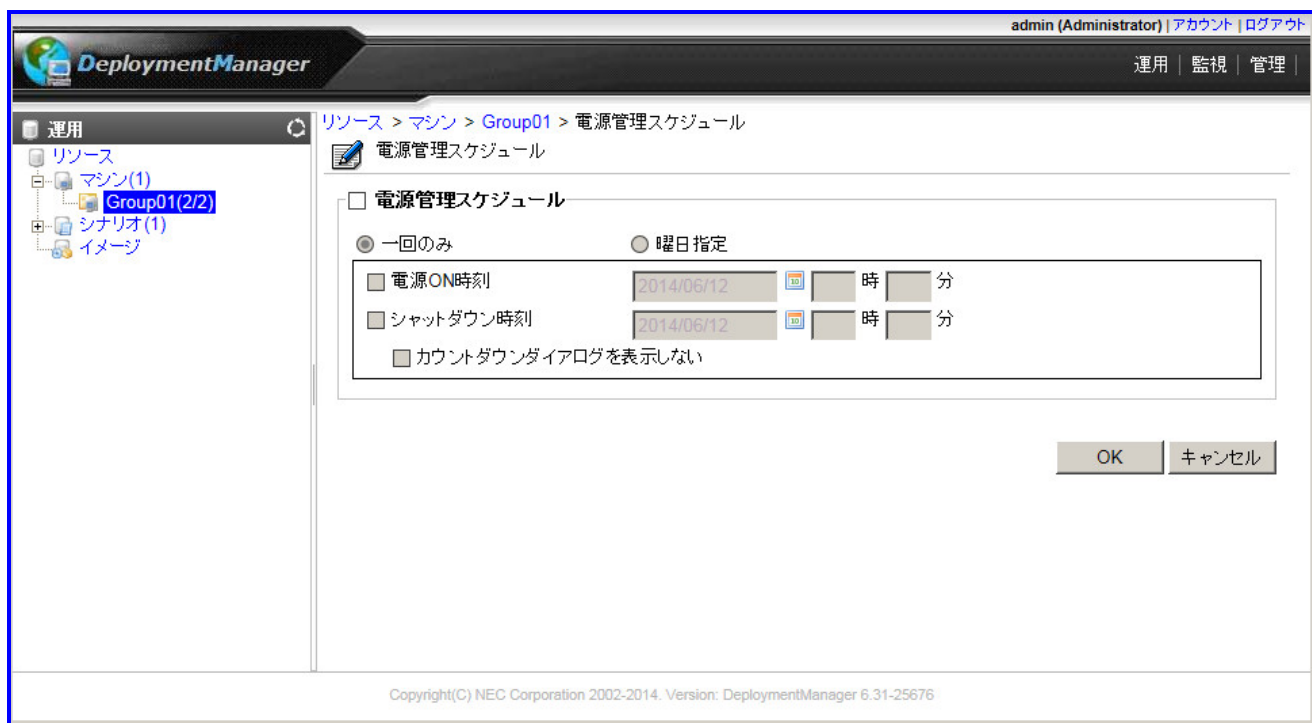 admin (Administrator) | アカウント | ログアウト
DeploymentManager
運用 | 監視 | 管理 |
運用
リソース
マシン(1)
Group01(2/2)
シナリオ(1)
イメージ
リソース > マシン > Group01 > 電源管理スケジュール
電源管理スケジュール
電源管理スケジュール
一回のみ 曜日指定
電源ON時刻 2014/06/12 時 分
シャットダウン時刻 2014/06/12 時 分
カウントダウンダイアログを表示しない
OK キャンセル
Copyright(C) NEC Corporation 2002-2014. Version: DeploymentManager 6.31-25676